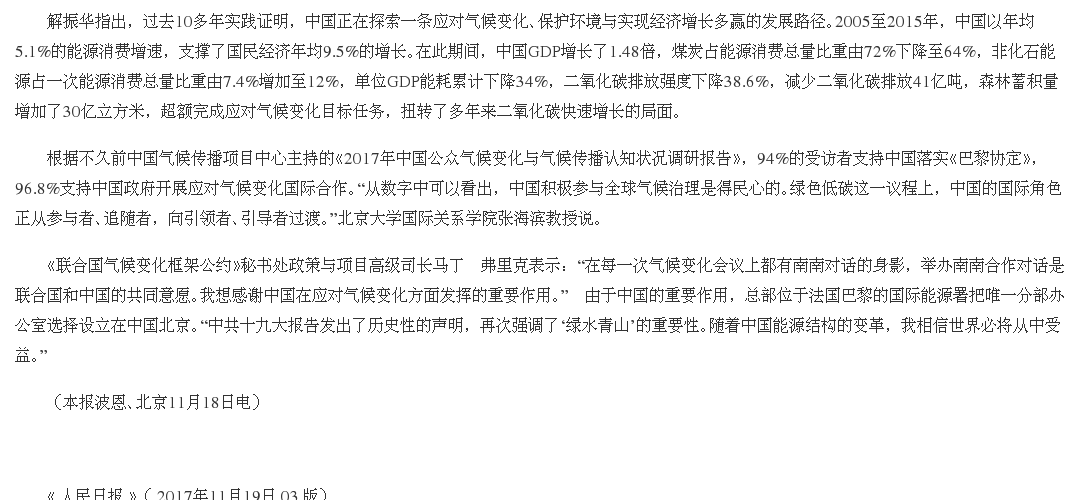 解振华指出，过去10多年实践证明，中国正在探索一条应对气候变化、保护环境与实现经济增长多赢的发展路径。2005至2015年，中国以年均
5.1%的能源消费增速，支撑了国民经济年均9.5%的增长。在此期间，中国GDP增长了1.48倍，煤炭占能源消费总量比重由72%下降至64%，非化石能
源占一次能源消费总量比重由7.4%增加至12%，单位GDP能耗累计下降34%，二氧化碳排放强度下降38.6%，减少二氧化碳排放41亿吨，森林蓄积量
增加了30亿立方米，超额完成应对气候变化目标任务，扭转了多年来二氧化碳快速增长的局面。
根据不久前中国气候传播项目中心主持的《2017年中国公众气候变化与气候传播认知状况调研报告》，94%的受访者支持中国落实《巴黎协定》，
96.8%支持中国政府开展应对气候变化国际合作。“从数字中可以看出，中国积极参与全球气候治理是得民心的。绿色低碳这一议程上，中国的国际角色
正从参与者、追随者，向引领者、引导者过渡。”北京大学国际关系学院张海滨教授说。
《联合国气候变化框架公约》秘书处政策与项目高级司长马丁　弗里克表示：“在每一次气候变化会议上都有南南对话的身影，举办南南合作对话是
联合国和中国的共同意愿。我想感谢中国在应对气候变化方面发挥的重要作用。”　由于中国的重要作用，总部位于法国巴黎的国际能源署把唯一分部办
公室选择设立在中国北京。“中共十九大报告发出了历史性的声明，再次强调了‘绿水青山’的重要性。随着中国能源结构的变革，我相信世界必将从中受
益。”
（本报波恩、北京11月18日电）
《 人民日报 》（ 2017年11月19日 03 版）